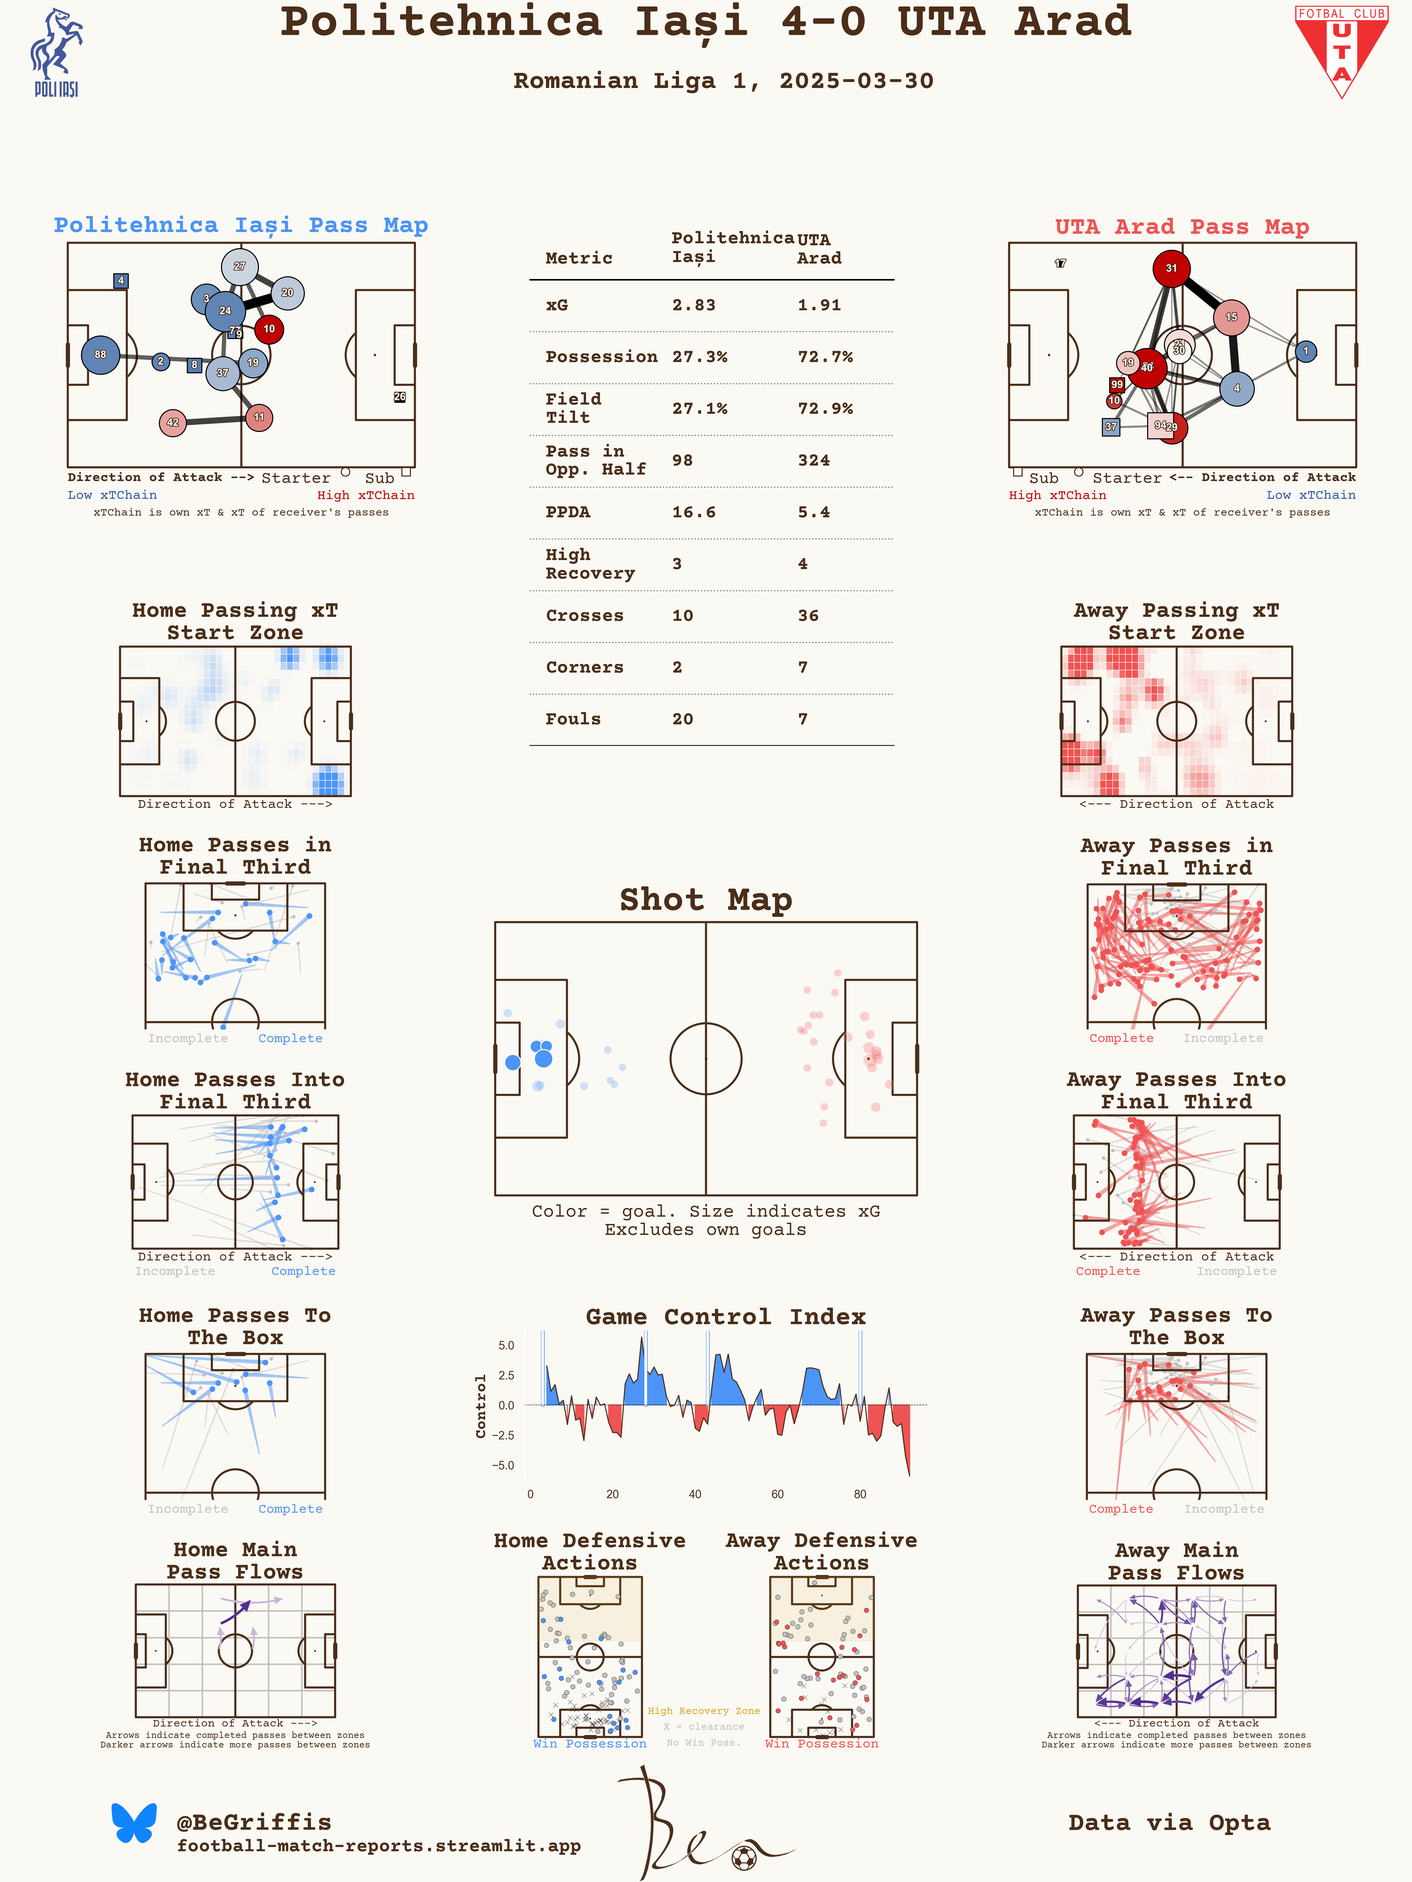 Politehnica Iași 4-0 UTA Arad
Romanian Liga 1, 2025-03-30
POLI IASI
FOTBAL CLUB
UTA
Politehnica Iași Pass Map
4
27
3
24
20
77
9
10
88
2
8
37
19
26
42
11
Direction of Attack --> Starter Sub
Low xTChain High xTChain
xTChain is own xT & xT of receiver's passes
Metric Politehnica Iași UTA Arad
xG 2.83 1.91
Possession 27.3% 72.7%
Field Tilt 27.1% 72.9%
Pass in Opp. Half 98 324
PPDA 16.6 5.4
High Recovery 3 4
Crosses 10 36
Corners 2 7
Fouls 20 7
UTA Arad Pass Map
17
31
15
30
1
19
40
99
10
4
37
94
29
Sub Starter <-- Direction of Attack
High xTChain Low xTChain
xTChain is own xT & xT of receiver's passes
Home Passing xT
Start Zone
Direction of Attack --->
Away Passing xT
Start Zone
<--- Direction of Attack
Home Passes in
Final Third
Incomplete Complete
Away Passes in
Final Third
Complete Incomplete
Shot Map
Color = goal. Size indicates xG
Excludes own goals
Home Passes Into
Final Third
Direction of Attack --->
Incomplete Complete
Away Passes Into
Final Third
<--- Direction of Attack
Complete Incomplete
Home Passes To
The Box
Incomplete Complete
Game Control Index
Control
5.0
2.5
0.0
−2.5
−5.0
0 20 40 60 80
Away Passes To
The Box
Complete Incomplete
Home Main
Pass Flows
Direction of Attack --->
Arrows indicate completed passes between zones
Darker arrows indicate more passes between zones
Home Defensive
Actions
Win Possession
High Recovery Zone
X = clearance
No Win Poss.
Away Defensive
Actions
Win Possession
Away Main
Pass Flows
<--- Direction of Attack
Arrows indicate completed passes between zones
Darker arrows indicate more passes between zones
@BeGriffis
football-match-reports.streamlit.app
Ben
Data via Opta